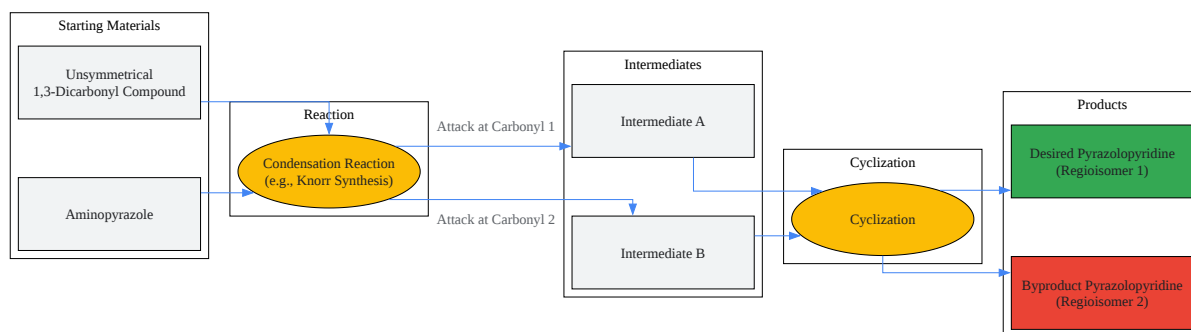 Starting Materials
Unsymmetrical
1,3-Dicarbonyl Compound
Aminopyrazole
Reaction
Condensation Reaction
(e.g., Knorr Synthesis)
Attack at Carbonyl 1
Attack at Carbonyl 2
Intermediates
Intermediate A
Intermediate B
Cyclization
Cyclization
Products
Desired Pyrazolopyridine
(Regioisomer 1)
Byproduct Pyrazolopyridine
(Regioisomer 2)